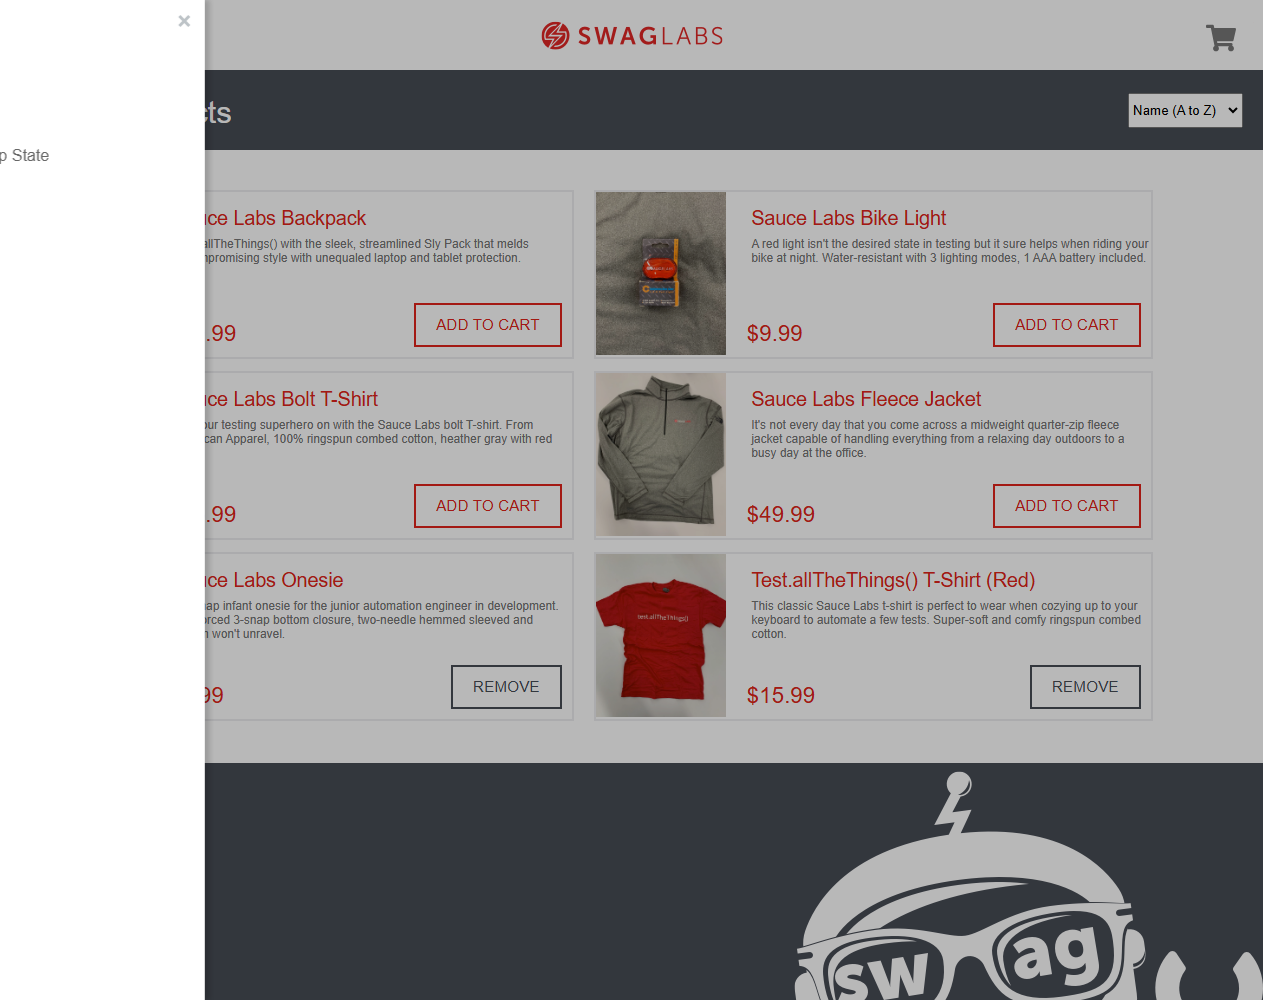 ×
SWAGLABS
p State
cts
Name (A to Z)
ce Labs Backpack
allTheThings() with the sleek, streamlined Sly Pack that melds
mpromising style with unequaled laptop and tablet protection.
.99
ADD TO CART
Sauce Labs Bike Light
A red light isn't the desired state in testing but it sure helps when riding your
bike at night. Water-resistant with 3 lighting modes, 1 AAA battery included.
$9.99
ADD TO CART
ce Labs Bolt T-Shirt
our testing superhero on with the Sauce Labs bolt T-shirt. From
can Apparel, 100% ringspun combed cotton, heather gray with red
.99
ADD TO CART
Sauce Labs Fleece Jacket
It's not every day that you come across a midweight quarter-zip fleece
jacket capable of handling everything from a relaxing day outdoors to a
busy day at the office.
$49.99
ADD TO CART
ce Labs Onesie
nap infant onesie for the junior automation engineer in development.
orced 3-snap bottom closure, two-needle hemmed sleeved and
n won't unravel.
99
REMOVE
test.allTheThings()
Test.allTheThings() T-Shirt (Red)
This classic Sauce Labs t-shirt is perfect to wear when cozying up to your
keyboard to automate a few tests. Super-soft and comfy ringspun combed
cotton.
$15.99
REMOVE
swag